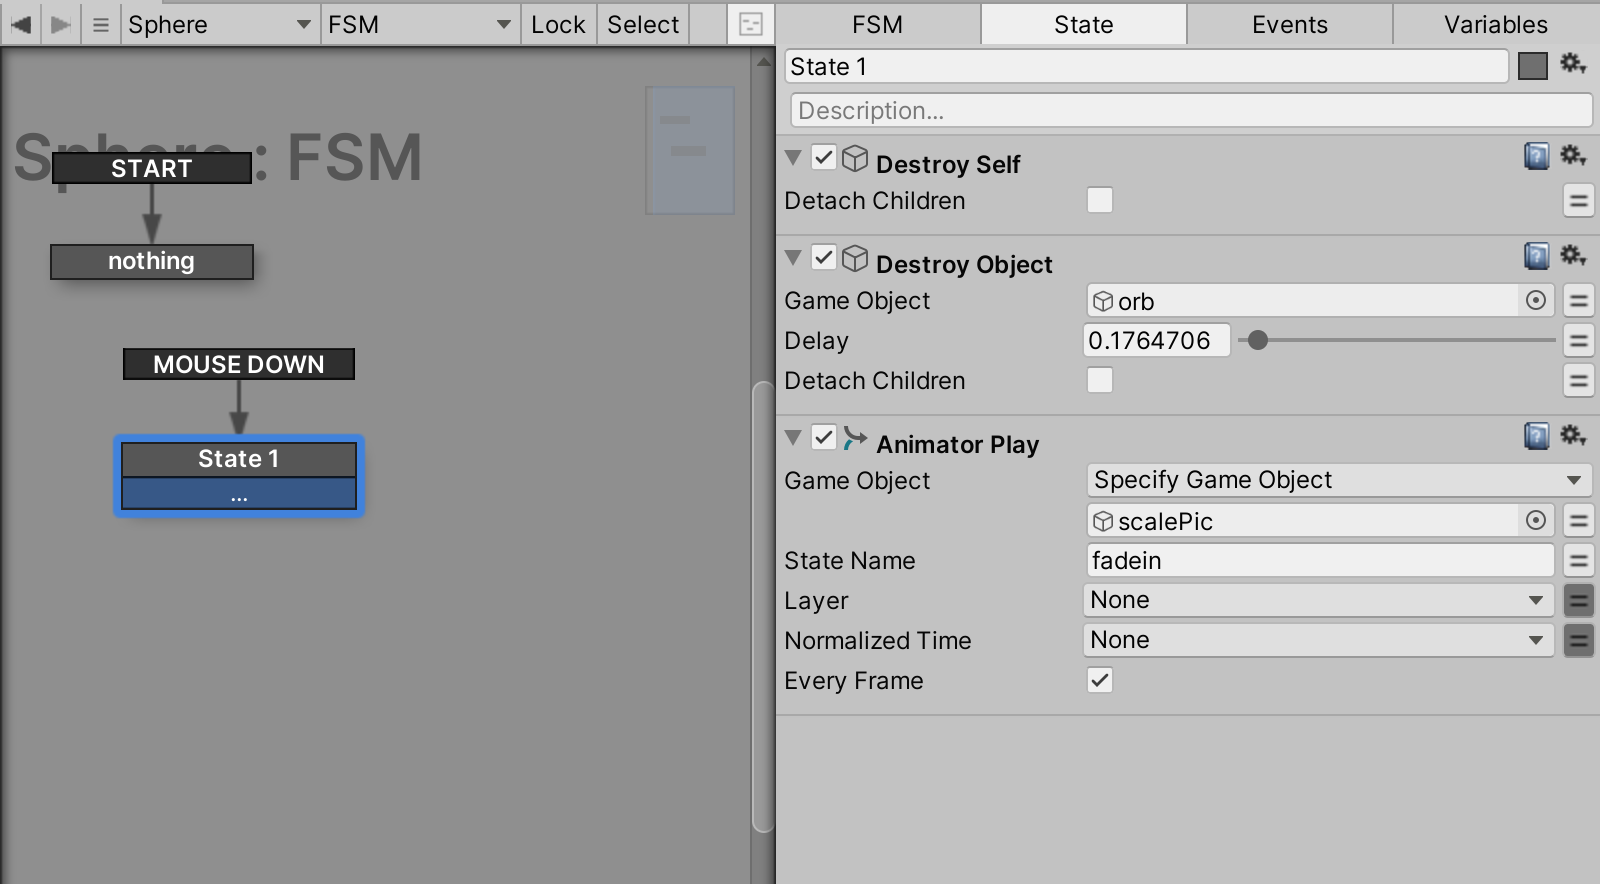 Sphere FSM Lock Select
Sphere : FSM
START
nothing
MOUSE DOWN
State 1
...
FSM State Events Variables
State 1
Description...
Destroy Self
Detach Children
Destroy Object
Game Object orb
Delay 0.1764706
Detach Children
Animator Play
Game Object Specify Game Object
scalePic
State Name fadein
Layer None
Normalized Time None
Every Frame